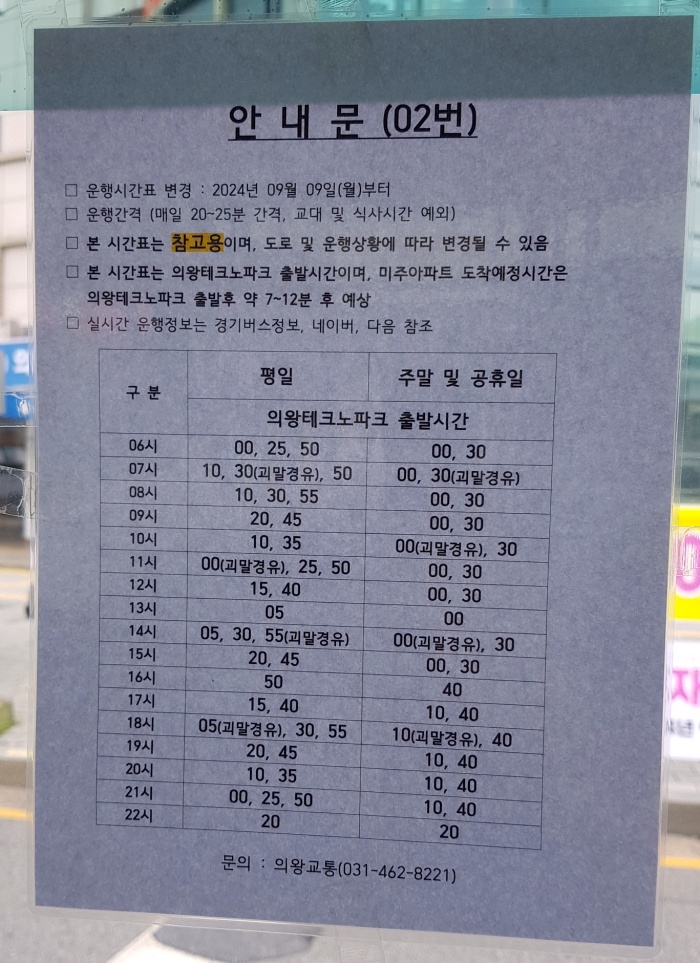 안 내 문 (02번)
□ 운행시간표 변경 : 2024년 09월 09일(월)부터
□ 운행간격 (매일 20~25분 간격, 교대 및 식사시간 예외)
□ 본 시간표는 참고용이며, 도로 및 운행상황에 따라 변경될 수 있음
□ 본 시간표는 의왕테크노파크 출발시간이며, 미주아파트 도착예정시간은
의왕테크노파크 출발후 약 7~12분 후 예상
□ 실시간 운행정보는 경기버스정보, 네이버, 다음 참조
구 분 평일 주말 및 공휴일
의왕테크노파크 출발시간
06시 00, 25, 50 00, 30
07시 10, 30(괴말경유), 50 00, 30(괴말경유)
08시 10, 30, 55 00, 30
09시 20, 45 00, 30
10시 10, 35 00(괴말경유), 30
11시 00(괴말경유), 25, 50 00, 30
12시 15, 40 00, 30
13시 05 00
14시 05, 30, 55(괴말경유) 00(괴말경유), 30
15시 20, 45 00, 30
16시 50 40
17시 15, 40 10, 40
18시 05(괴말경유), 30, 55 10(괴말경유), 40
19시 20, 45 10, 40
20시 10, 35 10, 40
21시 00, 25, 50 10, 40
22시 20 20
문의 : 의왕교통(031-462-8221)